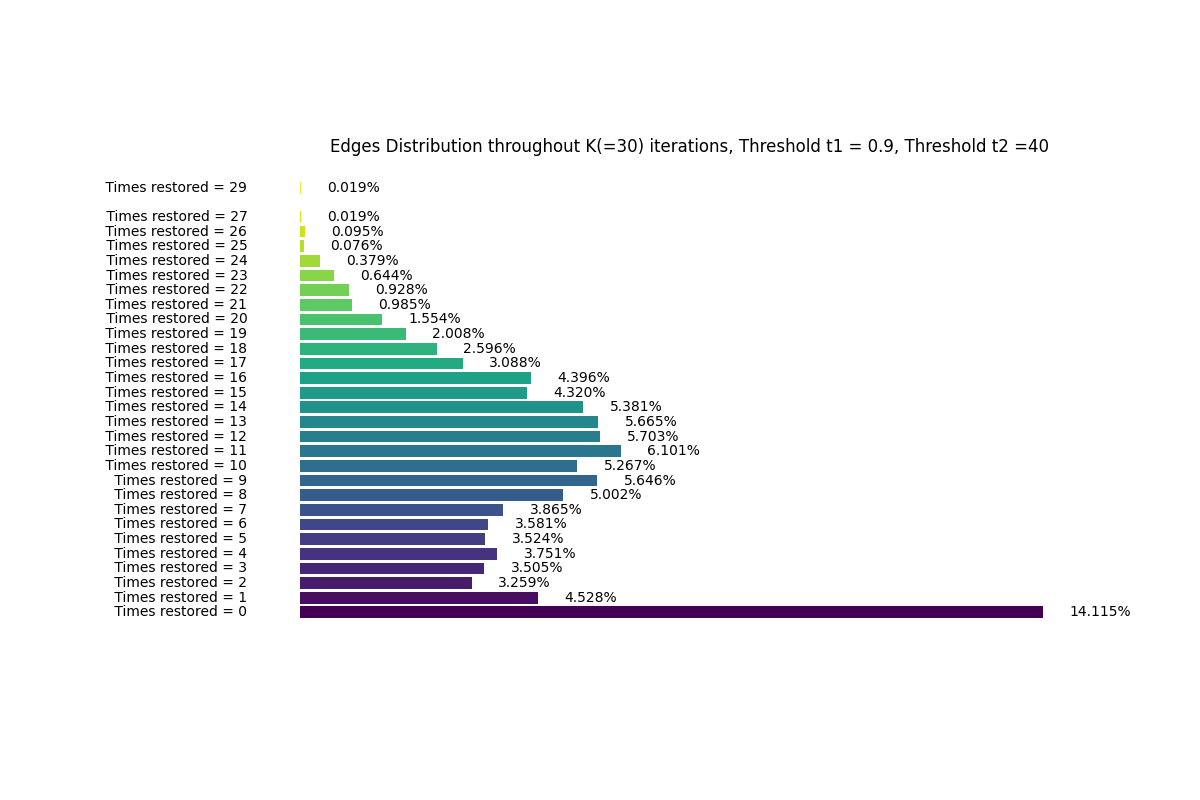 Edges Distribution throughout K(=30) iterations, Threshold t1 = 0.9, Threshold t2 =40
Times restored = 29 0.019%
Times restored = 27 0.019%
Times restored = 26 0.095%
Times restored = 25 0.076%
Times restored = 24 0.379%
Times restored = 23 0.644%
Times restored = 22 0.928%
Times restored = 21 0.985%
Times restored = 20 1.554%
Times restored = 19 2.008%
Times restored = 18 2.596%
Times restored = 17 3.088%
Times restored = 16 4.396%
Times restored = 15 4.320%
Times restored = 14 5.381%
Times restored = 13 5.665%
Times restored = 12 5.703%
Times restored = 11 6.101%
Times restored = 10 5.267%
Times restored = 9 5.646%
Times restored = 8 5.002%
Times restored = 7 3.865%
Times restored = 6 3.581%
Times restored = 5 3.524%
Times restored = 4 3.751%
Times restored = 3 3.505%
Times restored = 2 3.259%
Times restored = 1 4.528%
Times restored = 0 14.115%